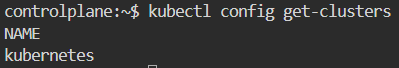 controlplane:~$ kubectl config get-clusters
NAME
kubernetes